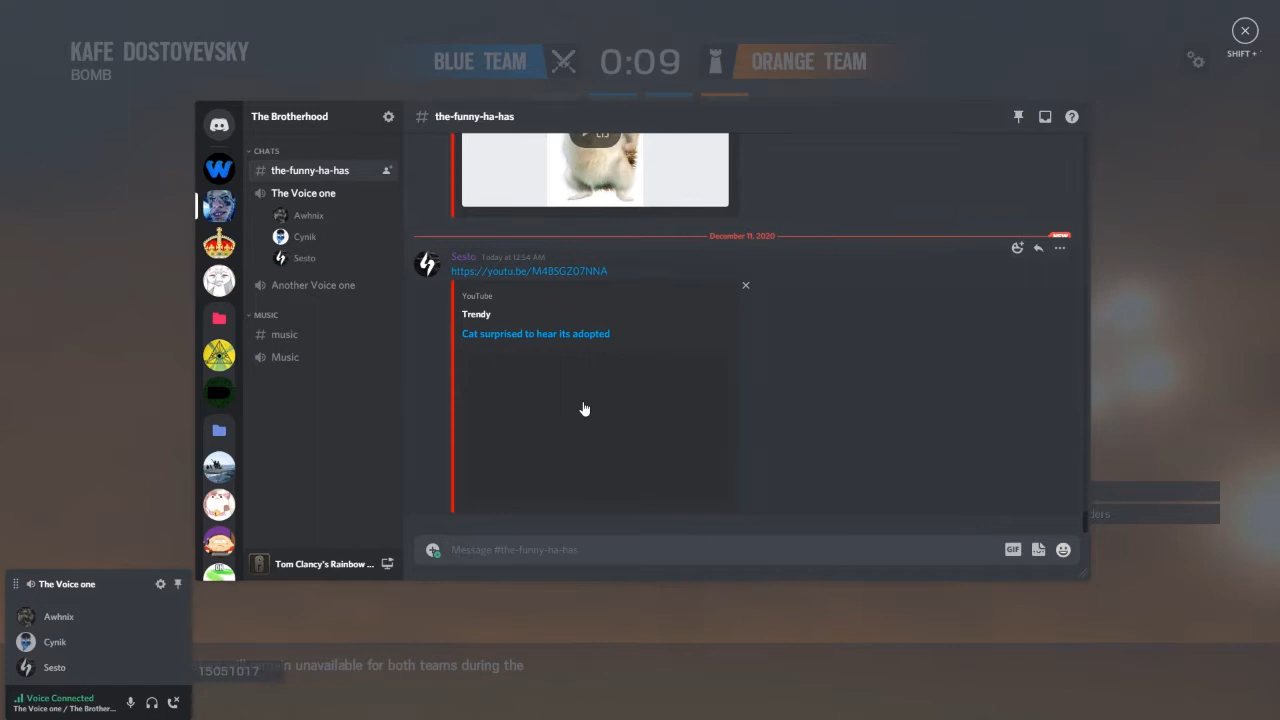 KAFE DOSTOYEVSKY
BOMB
BLUE TEAM
0:09
ORANGE TEAM
SHIFT + `
The Brotherhood
# the-funny-ha-has
CHATS
# the-funny-ha-has
The Voice one
Awhnix
Cynik
Sesto
Another Voice one
MUSIC
# music
Music
Tom Clancy's Rainbow ...
December 11, 2020
NEW
Sesto Today at 12:54 AM
https://youtu.be/M4BSGZ07NNA
YouTube
Trendy
Cat surprised to hear its adopted
Message #the-funny-ha-has
GIF
The Voice one
Awhnix
Cynik
Sesto
Voice Connected
The Voice one / The Brother...
unavailable for both teams during the
15051017